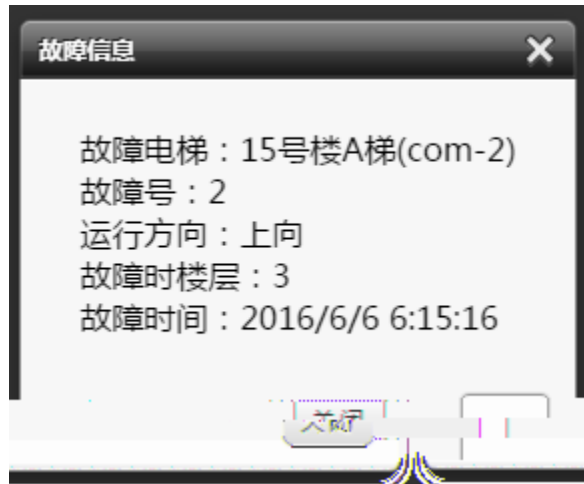 故障信息
故障电梯：15号楼A梯(com-2)
故障号：2
运行方向：上向
故障时楼层：3
故障时间：2016/6/6 6:15:16